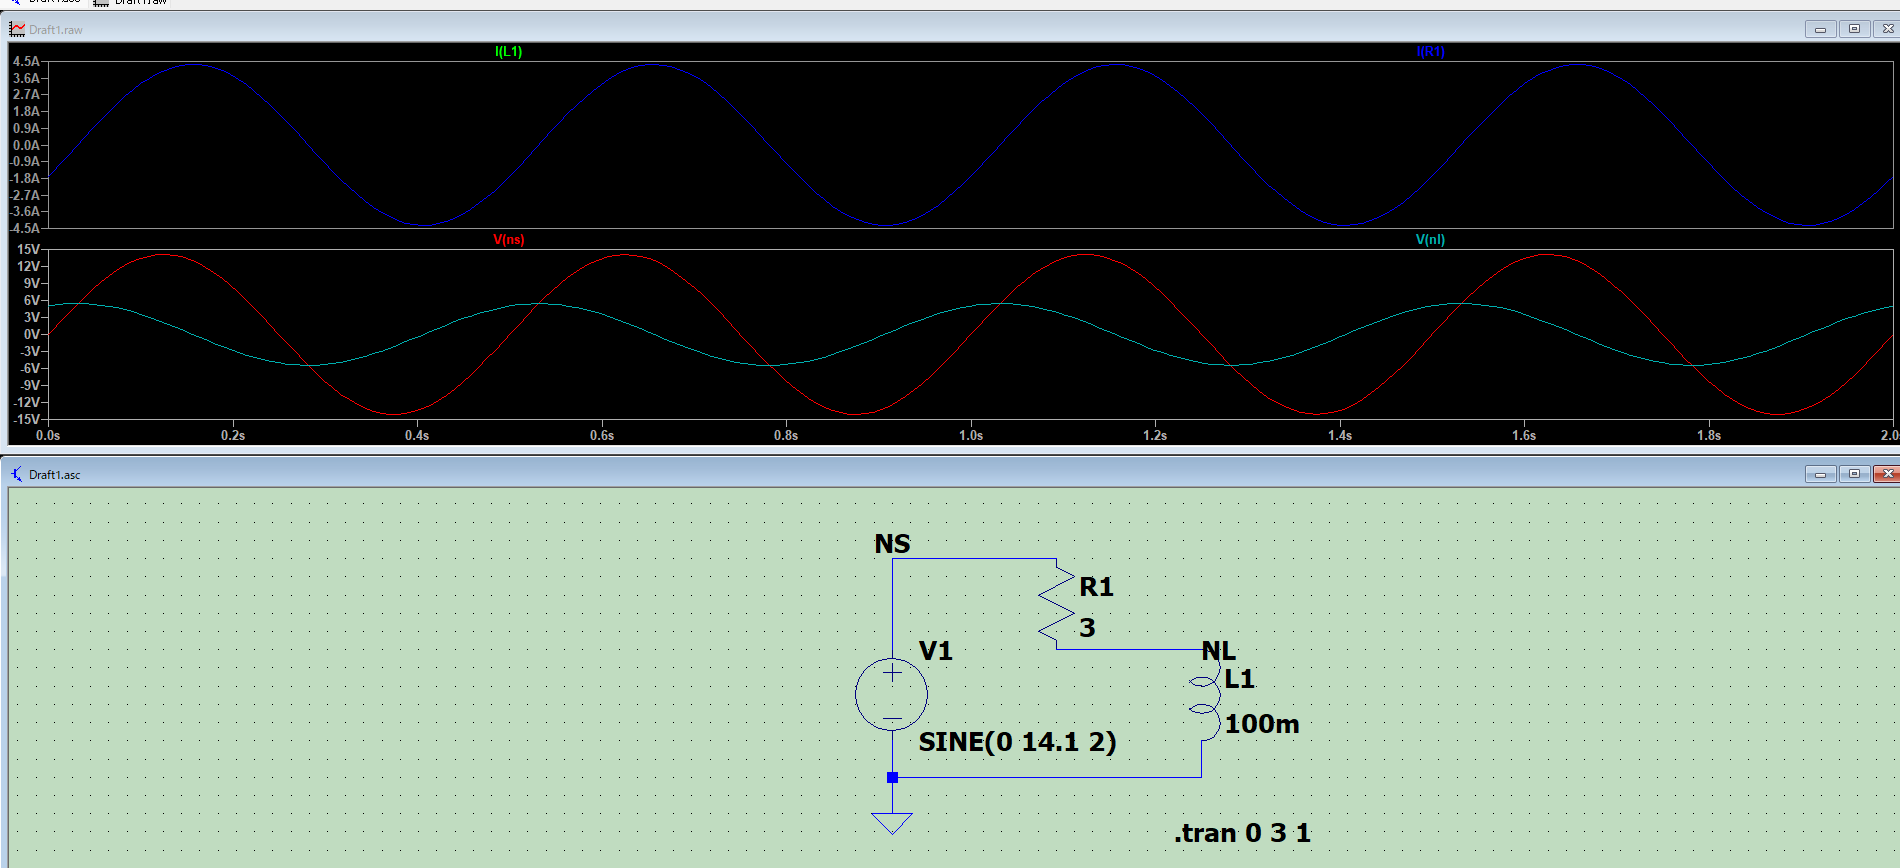 Draft1.asc Draft1.raw
Draft1.raw
I(L1) I(R1)
4.5A
3.6A
2.7A
1.8A
0.9A
0.0A
-0.9A
-1.8A
-2.7A
-3.6A
-4.5A
V(ns) V(nl)
15V
12V
9V
6V
3V
0V
-3V
-6V
-9V
-12V
-15V
0.0s 0.2s 0.4s 0.6s 0.8s 1.0s 1.2s 1.4s 1.6s 1.8s 2.0
Draft1.asc
NS
R1
3
V1
NL
L1
100m
SINE(0 14.1 2)
.tran 0 3 1